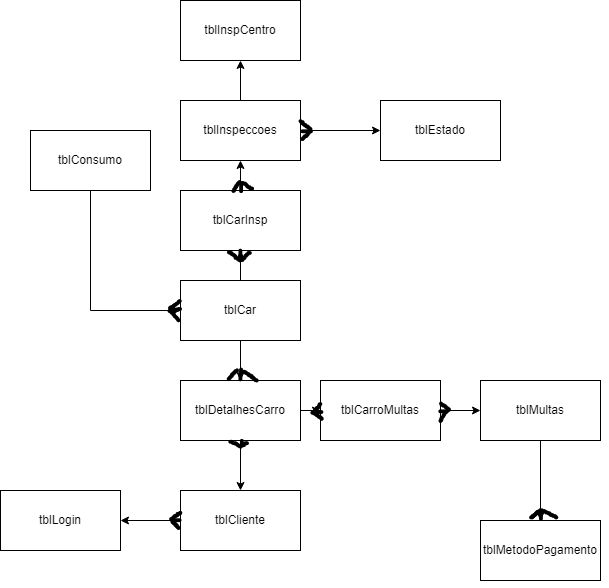 tblInspCentro
tblInspeccoes
tblEstado
tblConsumo
tblCarInsp
tblCar
tblDetalhesCarro
tblCarroMultas
tblMultas
tblLogin
tblCliente
tblMetodoPagamento